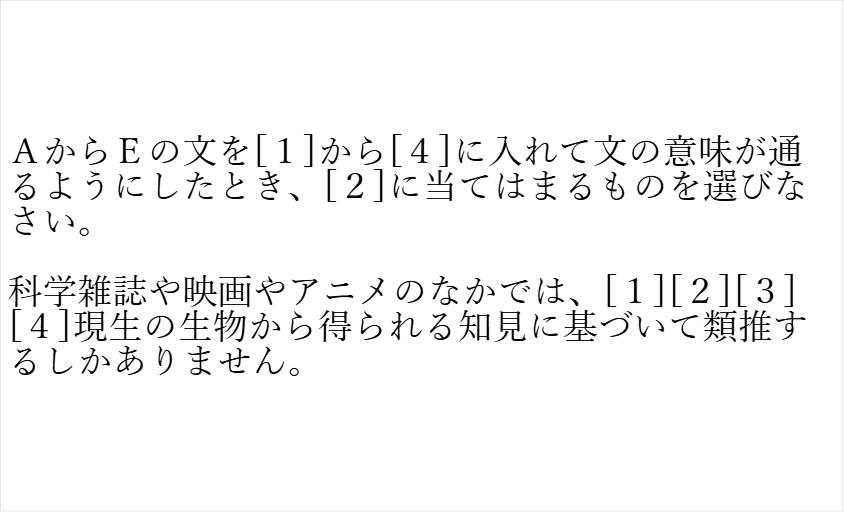 ＡからＥの文を[１]から[４]に入れて文の意味が通
るようにしたとき、[２]に当てはまるものを選びな
さい。
科学雑誌や映画やアニメのなかでは、[１][２][３]
[４]現生の生物から得られる知見に基づいて類推す
るしかありません。